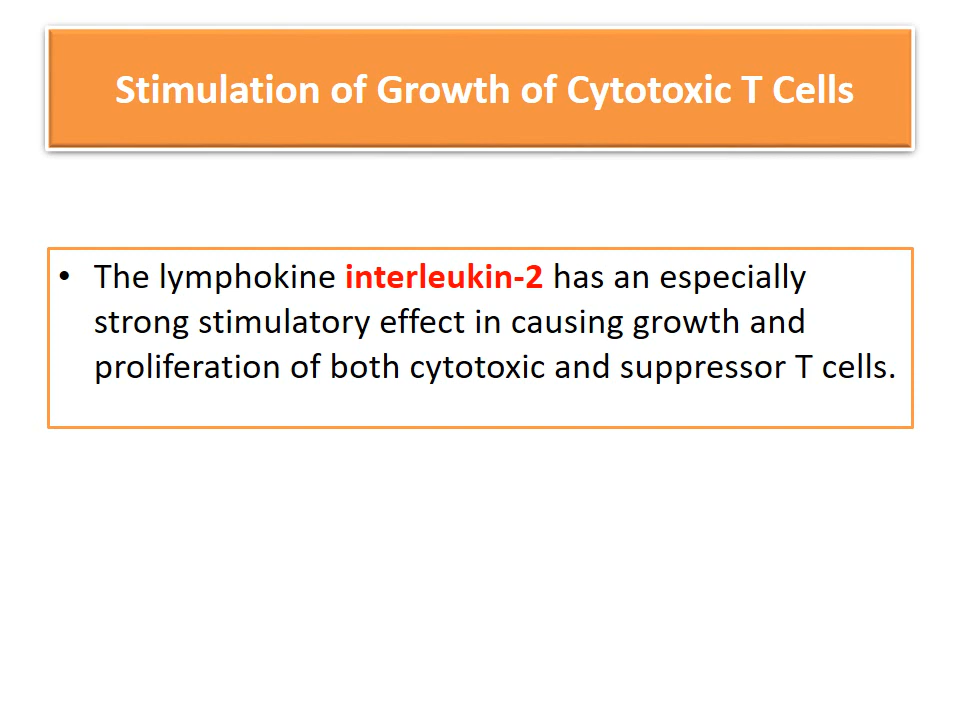 Stimulation of Growth of Cytotoxic T Cells
• The lymphokine interleukin-2 has an especially
strong stimulatory effect in causing growth and
proliferation of both cytotoxic and suppressor T cells.